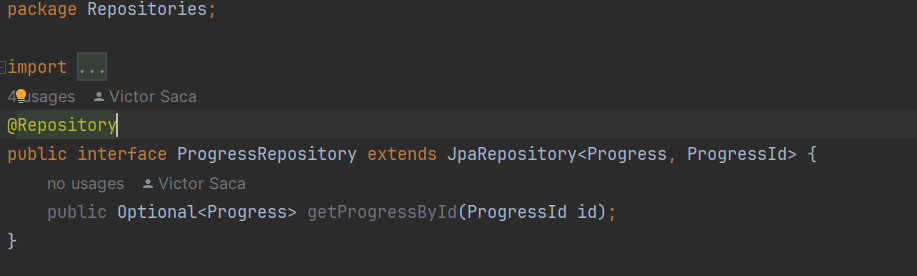 package Repositories;
import ...
4 usages Victor Saca
@Repository
public interface ProgressRepository extends JpaRepository<Progress, ProgressId> {
no usages Victor Saca
public Optional<Progress> getProgressById(ProgressId id);
}